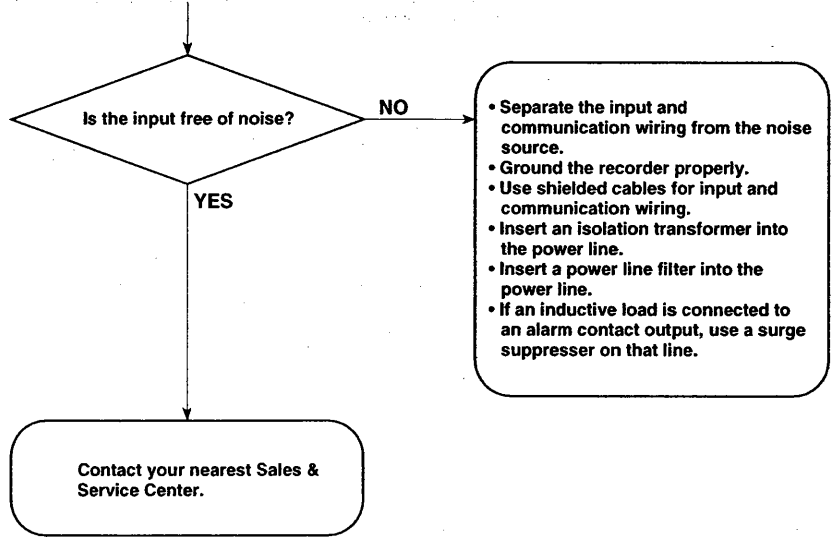 Is the input free of noise?
NO
YES
• Separate the input and
communication wiring from the noise
source.
• Ground the recorder properly.
• Use shielded cables for input and
communication wiring.
• Insert an isolation transformer into
the power line.
• Insert a power line filter into the
power line.
• If an inductive load is connected to
an alarm contact output, use a surge
suppresser on that line.
Contact your nearest Sales &
Service Center.